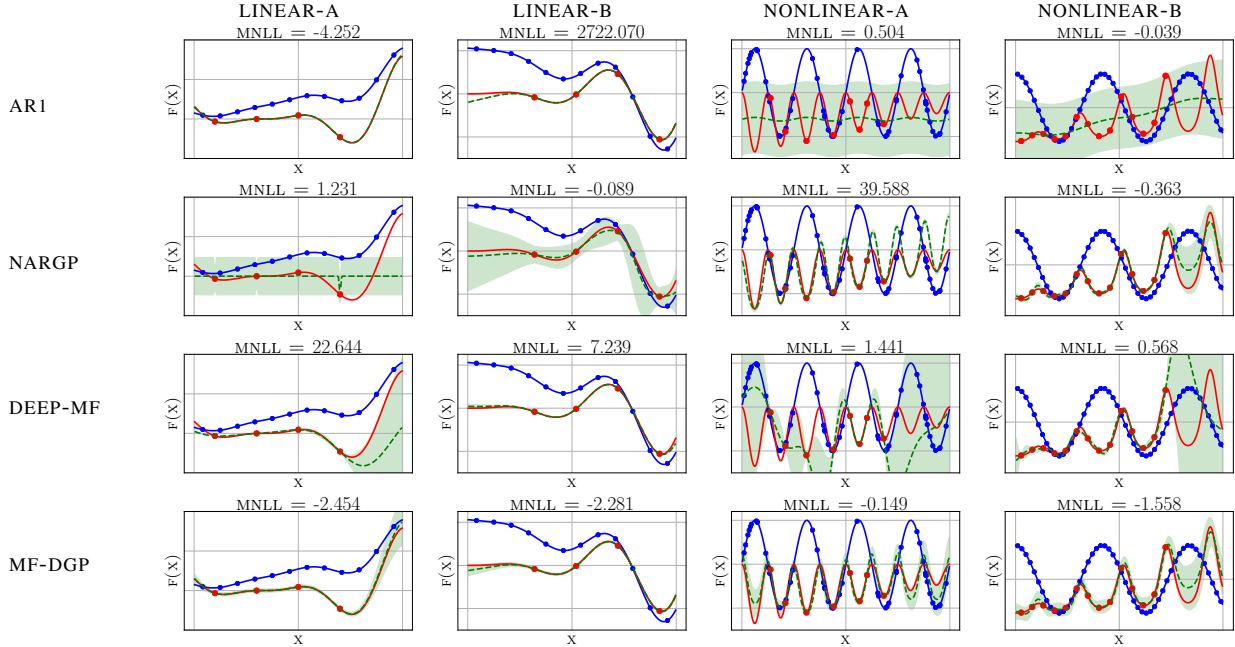 LINEAR-A LINEAR-B NONLINEAR-A NONLINEAR-B
MNLL = -4.252 MNLL = 2722.070 MNLL = 0.504 MNLL = -0.039
AR1 F(X) F(X) F(X) F(X)
X X X X
MNLL = 1.231 MNLL = -0.089 MNLL = 39.588 MNLL = -0.363
NARGP F(X) F(X) F(X) F(X)
X X X X
MNLL = 22.644 MNLL = 7.239 MNLL = 1.441 MNLL = 0.568
DEEP-MF F(X) F(X) F(X) F(X)
X X X X
MNLL = -2.454 MNLL = -2.281 MNLL = -0.149 MNLL = -1.558
MF-DGP F(X) F(X) F(X) F(X)
X X X X